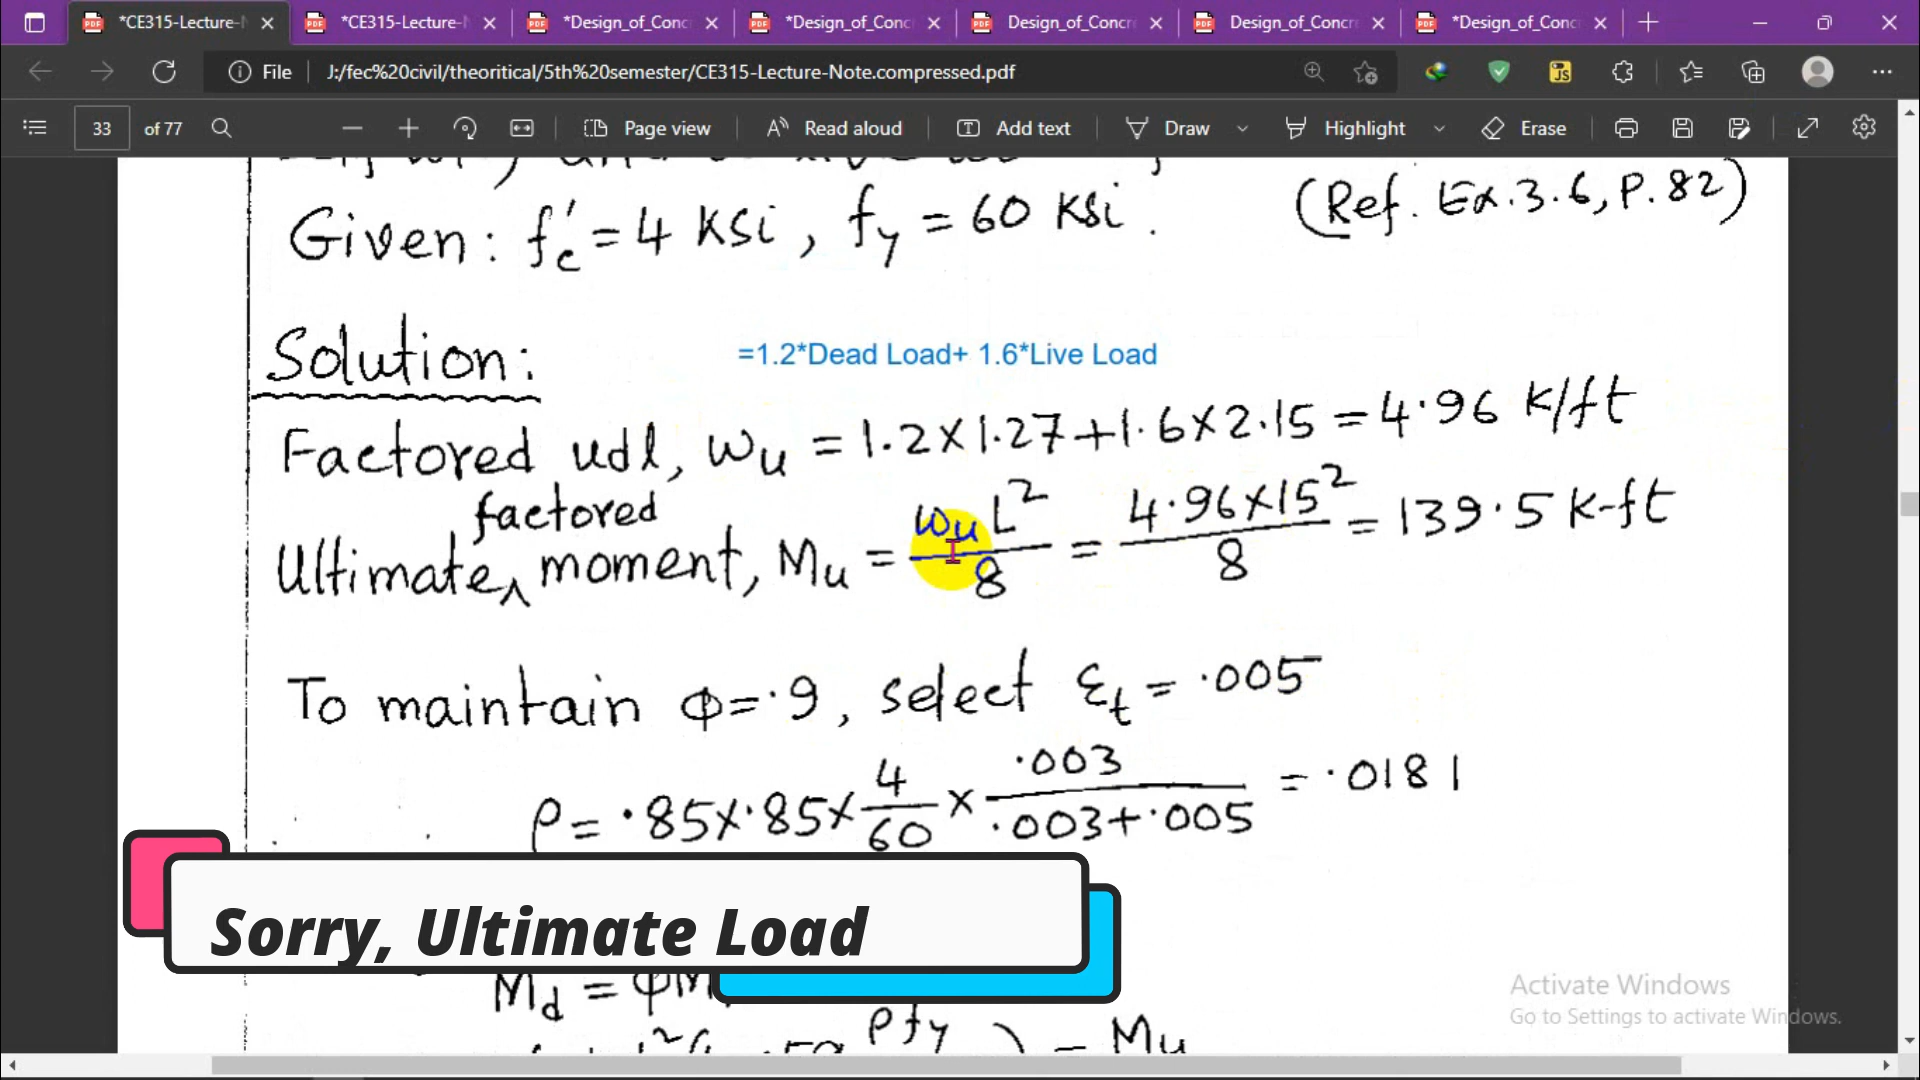 *CE315-Lecture-N
*CE315-Lecture-N
*Design_of_Conc
*Design_of_Conc
Design_of_Concr
Design_of_Concr
*Design_of_Conc
File
J:/fec%20civil/theoritical/5th%20semester/CE315-Lecture-Note.compressed.pdf
33 of 77
Page view
Read aloud
Add text
Draw
Highlight
Erase
(Ref. Ex.3.6, P.82)
Given: f'c = 4 ksi, fy = 60 ksi.
Solution:
=1.2*Dead Load+ 1.6*Live Load
Factored udl, wu = 1.2×1.27+1.6×2.15 = 4.96 K/ft
factored
Ultimate‸ moment, Mu = wuL²/8 = 4.96×15²/8 = 139.5 K-ft
To maintain φ=.9, select εt = .005
ρ = .85×.85×4/60 × .003/.003+.005 = .0181
Sorry, Ultimate Load
Md = φM
ρfy
) = Mu
Activate Windows
Go to Settings to activate Windows.